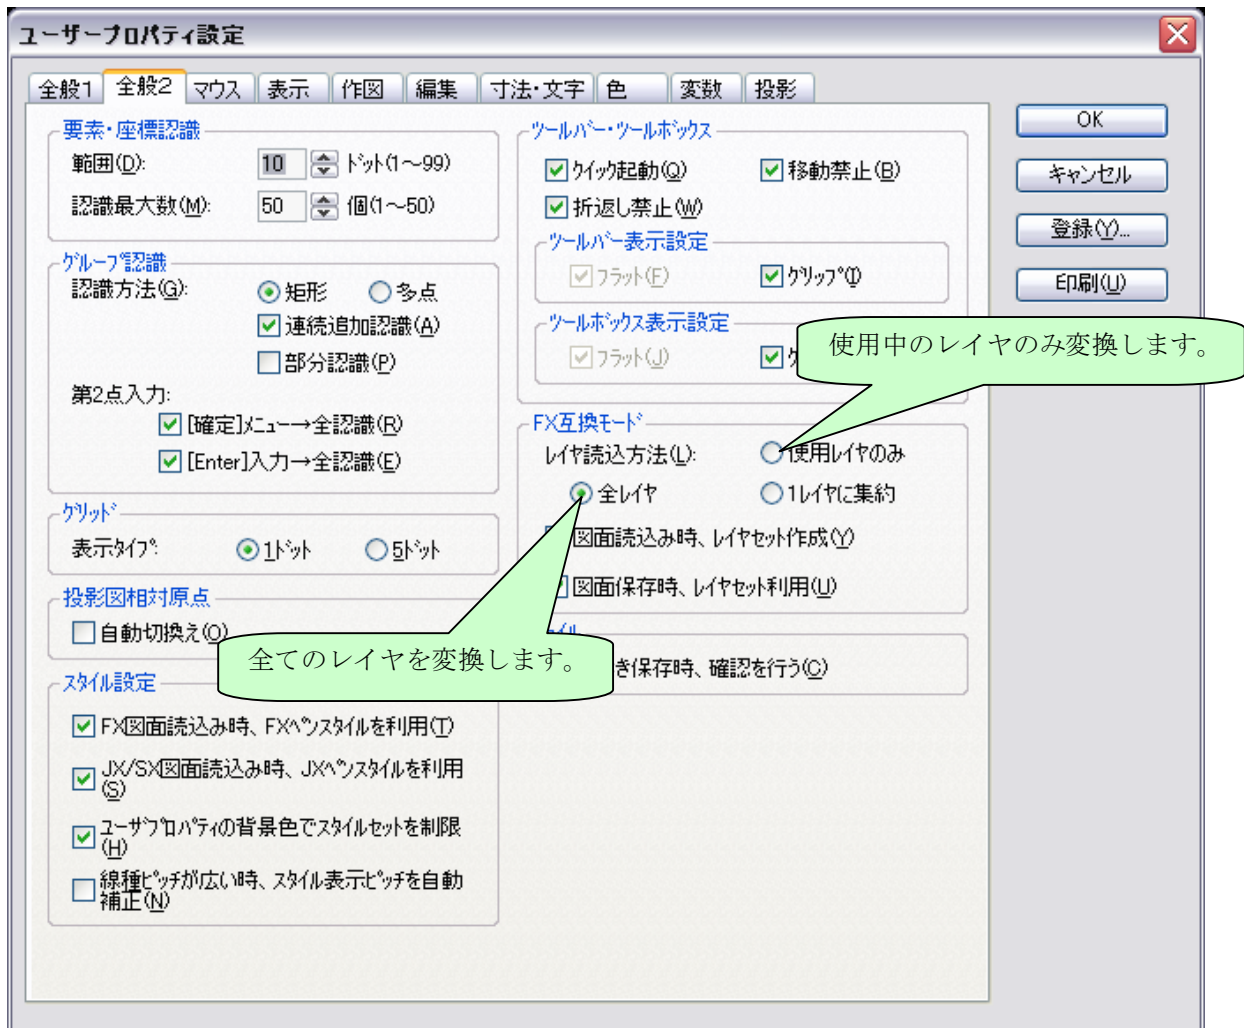 ユーザープロパティ設定
全般1 全般2 マウス 表示 作図 編集 寸法・文字 色 変数 投影
要素・座標認識
範囲(D): 10 ﾄﾞｯﾄ(1～99)
認識最大数(M): 50 個(1～50)
ｸﾞﾙｰﾌﾟ認識
認識方法(G): 矩形 多点
連続追加認識(A)
部分認識(P)
第2点入力:
[確定]ﾒﾆｭｰ→全認識(R)
[Enter]入力→全認識(E)
ｸﾞﾘｯﾄﾞ
表示ﾀｲﾌﾟ: 1ﾄﾞｯﾄ 5ﾄﾞｯﾄ
投影図相対原点
自動切換え(O)
全てのレイヤを変換します。
ｽﾀｲﾙ設定
FX図面読込み時、FXﾍﾟﾝｽﾀｲﾙを利用(T)
JX/SX図面読込み時、JXﾍﾟﾝｽﾀｲﾙを利用
(S)
ﾕｰｻﾞﾌﾟﾛﾊﾟﾃｨの背景色でｽﾀｲﾙｾｯﾄを制限
(H)
線種ﾋﾟｯﾁが広い時、ｽﾀｲﾙ表示ﾋﾟｯﾁを自動
補正(N)
ﾂｰﾙﾊﾞｰ・ﾂｰﾙﾎﾞｯｸｽ
ｸｲｯｸ起動(Q) 移動禁止(B)
折返し禁止(W)
ﾂｰﾙﾊﾞｰ表示設定
ﾌﾗｯﾄ(F) ｸﾞﾘｯﾌﾟ(I)
ﾂｰﾙﾎﾞｯｸｽ表示設定
ﾌﾗｯﾄ(J)
使用中のレイヤのみ変換します。
FX互換ﾓｰﾄﾞ
ﾚｲﾔ読込方法(L): 使用ﾚｲﾔのみ
全ﾚｲﾔ 1ﾚｲﾔに集約
図面読込み時、ﾚｲﾔｾｯﾄ作成(Y)
図面保存時、ﾚｲﾔｾｯﾄ利用(U)
き保存時、確認を行う(C)
OK
キャンセル
登録(Y)...
印刷(U)